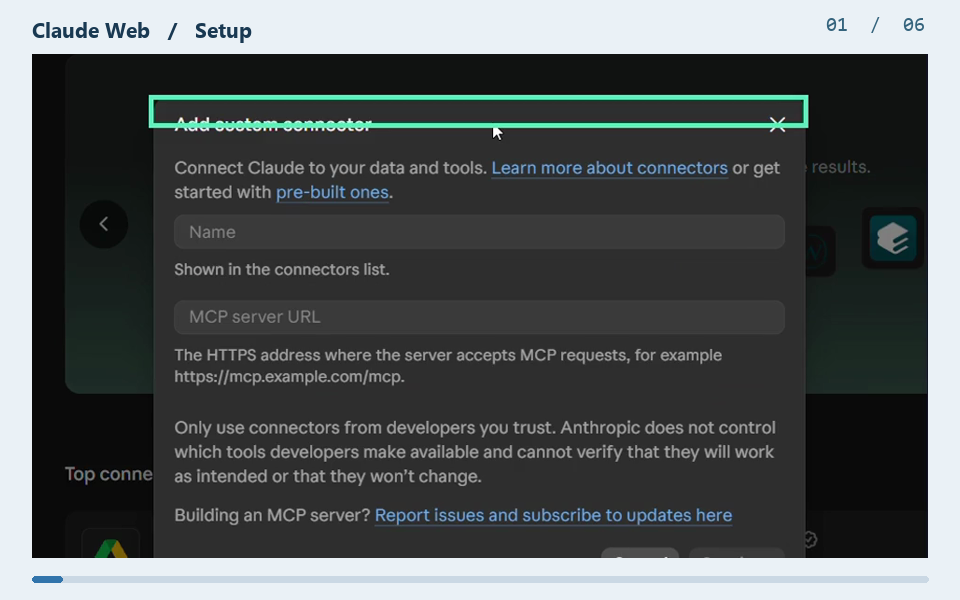 Claude Web / Setup
01 / 06
Add custom connector
Connect Claude to your data and tools. Learn more about connectors or get
started with pre-built ones.
results.
Name
Shown in the connectors list.
MCP server URL
The HTTPS address where the server accepts MCP requests, for example
https://mcp.example.com/mcp.
Only use connectors from developers you trust. Anthropic does not control
which tools developers make available and cannot verify that they will work
as intended or that they won't change.
Top conne
Building an MCP server? Report issues and subscribe to updates here